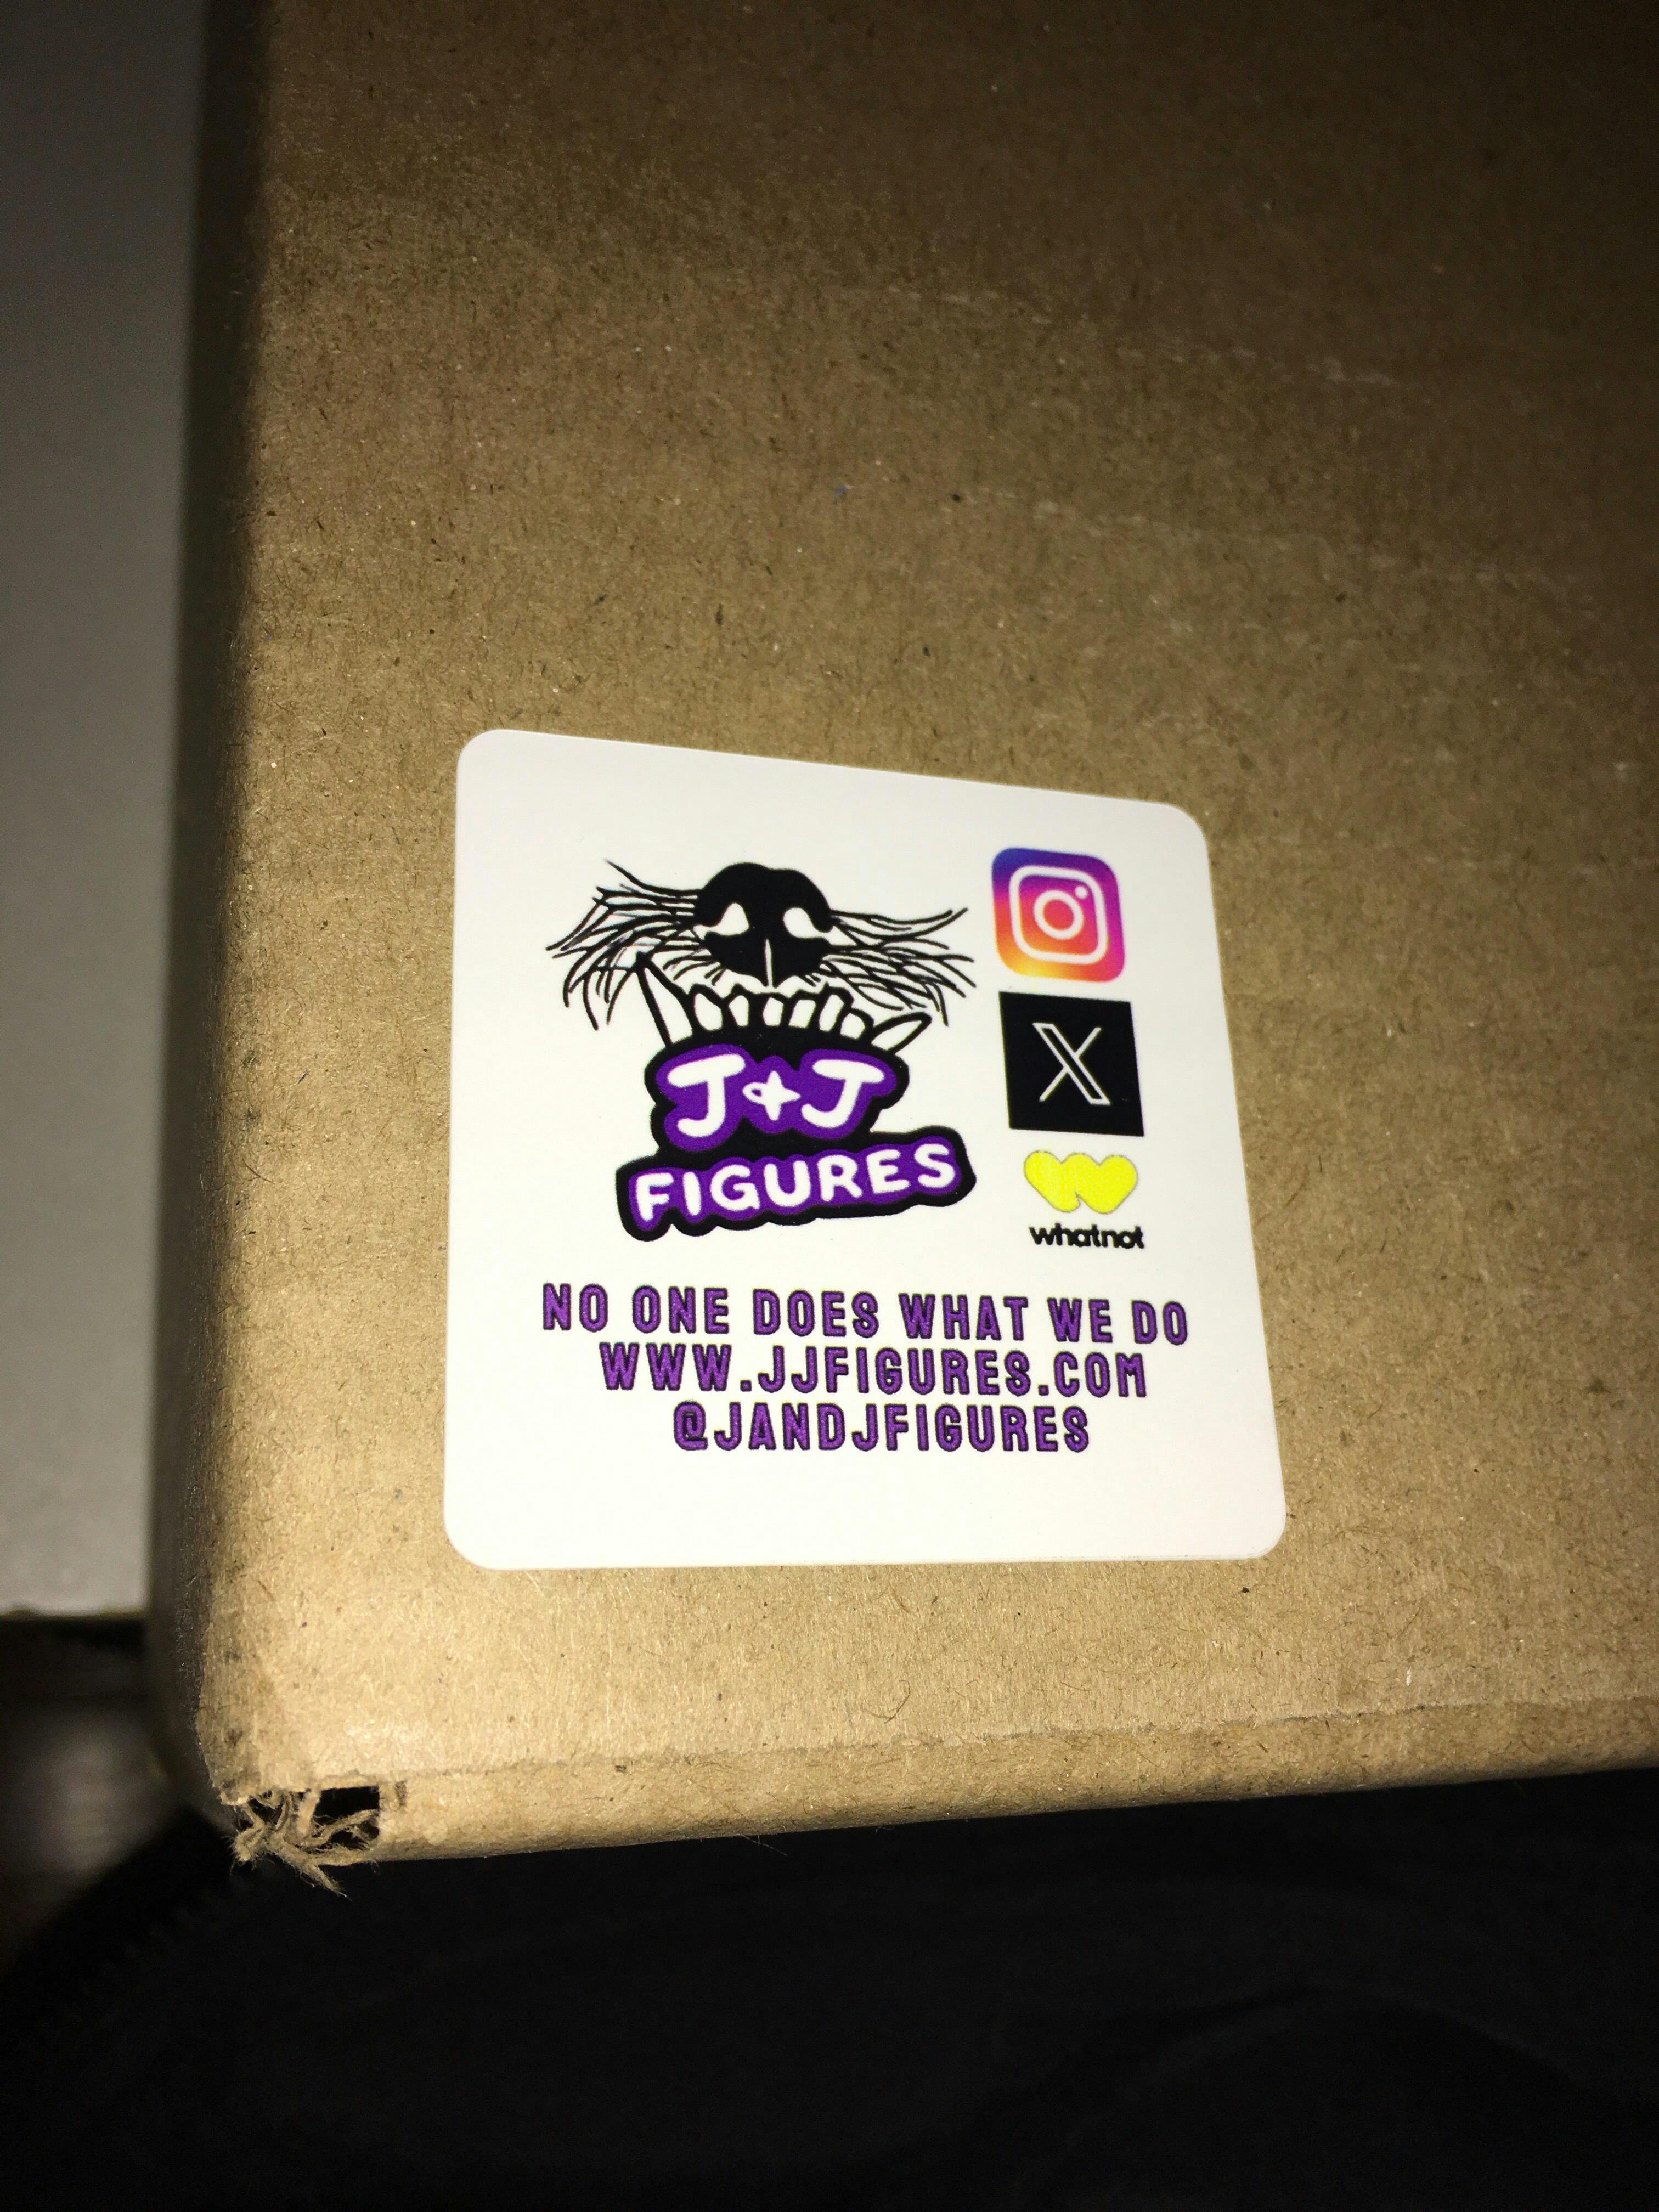 J+J
FIGURES
whatnot
NO ONE DOES WHAT WE DO
WWW.JJFIGURES.COM
@JANDJFIGURES